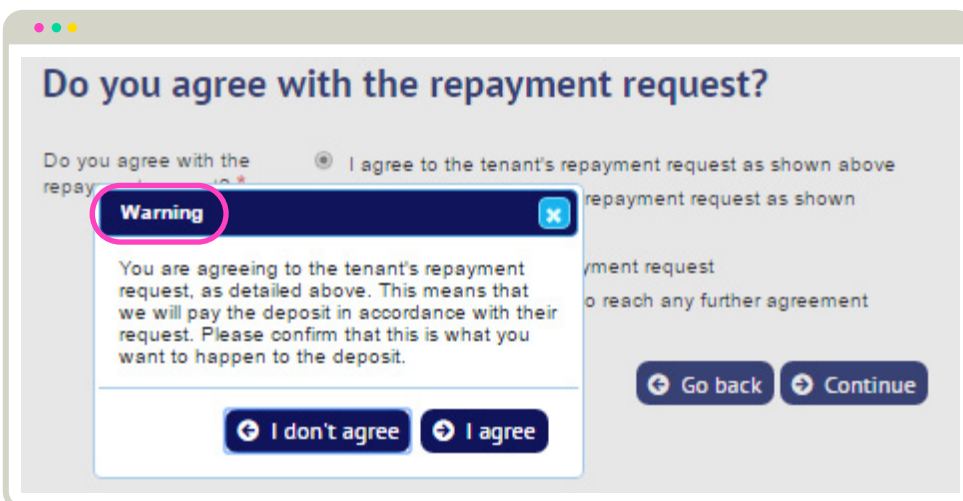 Do you agree with the repayment request?
Do you agree with the
I agree to the tenant's repayment request as shown above
repayment request as shown
Warning
You are agreeing to the tenant's repayment
request, as detailed above. This means that
we will pay the deposit in accordance with their
request. Please confirm that this is what you
want to happen to the deposit.
request
reach any further agreement
Go back
Continue
I don't agree
I agree